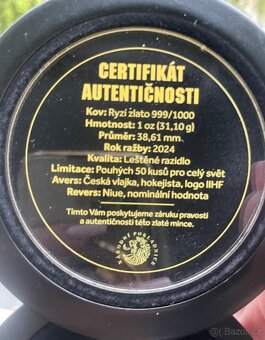 CERTIFIKÁT
AUTENTIČNOSTI
Kov: Ryzí zlato 999/1000
Hmotnost: 1 oz (31,10 g)
Průměr: 38,61 mm
Rok ražby: 2024
Kvalita: Leštěné razidlo
Limitace: Pouhých 50 kusů pro celý svět
Avers: Česká vlajka, hokejista, logo IIHF
Revers: Niue, nominální hodnota
Tímto Vám poskytujeme záruku pravosti
a autentičnosti této zlaté mince.
NÁRODNÍ POKLADNICE